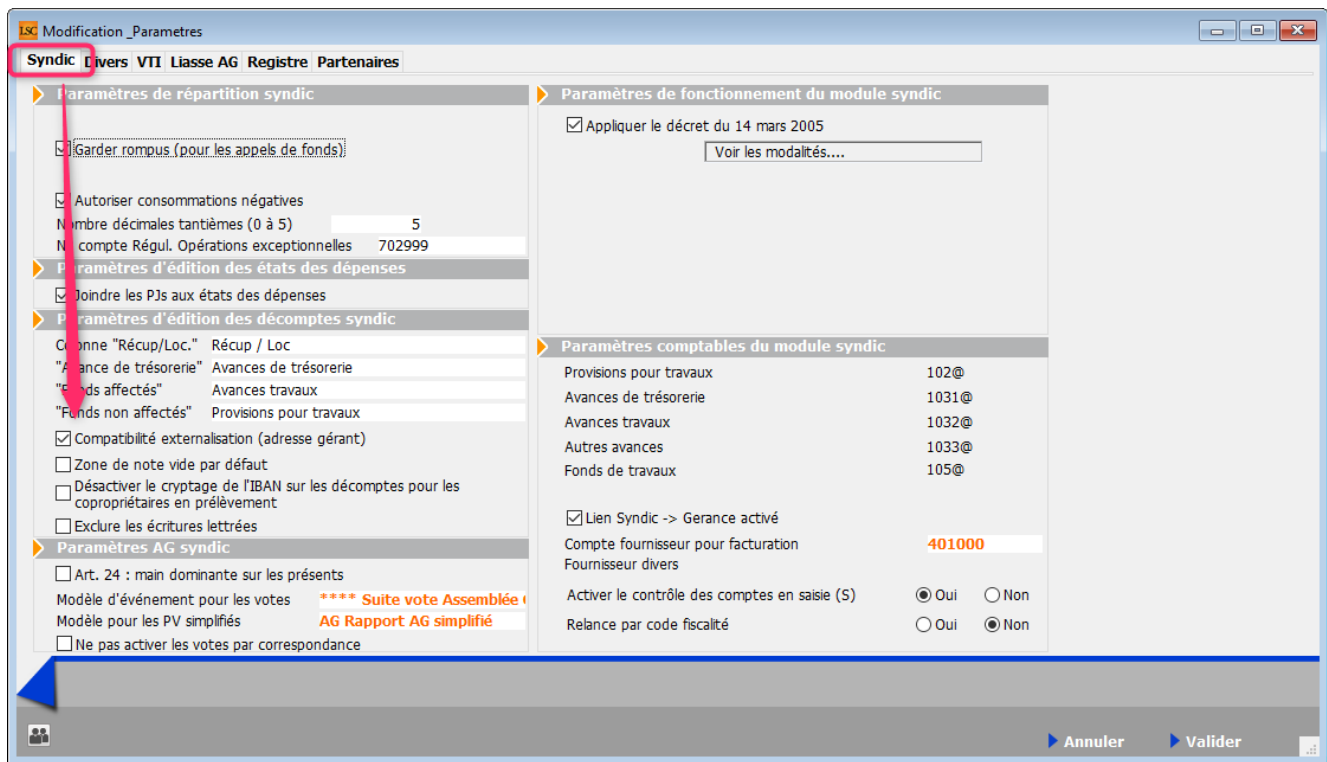 LSC Modification _Parametres
Syndic Divers VTI Liasse AG Registre Partenaires
Paramètres de répartition syndic
Garder rompus (pour les appels de fonds)
Autoriser consommations négatives
Nombre décimales tantièmes (0 à 5) 5
compte Régul. Opérations exceptionnelles 702999
Paramètres d'édition des états des dépenses
Joindre les PJs aux états des dépenses
Paramètres d'édition des décomptes syndic
Colonne "Récup/Loc." Récup / Loc
"Avance de trésorerie" Avances de trésorerie
"Fonds affectés" Avances travaux
"Fonds non affectés" Provisions pour travaux
Compatibilité externalisation (adresse gérant)
Zone de note vide par défaut
Désactiver le cryptage de l'IBAN sur les décomptes pour les
copropriétaires en prélèvement
Exclure les écritures lettrées
Paramètres AG syndic
Art. 24 : main dominante sur les présents
Modèle d'événement pour les votes **** Suite vote Assemblée
Modèle pour les PV simplifiés AG Rapport AG simplifié
Ne pas activer les votes par correspondance
Paramètres de fonctionnement du module syndic
Appliquer le décret du 14 mars 2005
Voir les modalités....
Paramètres comptables du module syndic
Provisions pour travaux 102@
Avances de trésorerie 1031@
Avances travaux 1032@
Autres avances 1033@
Fonds de travaux 105@
Lien Syndic -> Gerance activé
Compte fournisseur pour facturation 401000
Fournisseur divers
Activer le contrôle des comptes en saisie (S) Oui Non
Relance par code fiscalité Oui Non
Annuler Valider